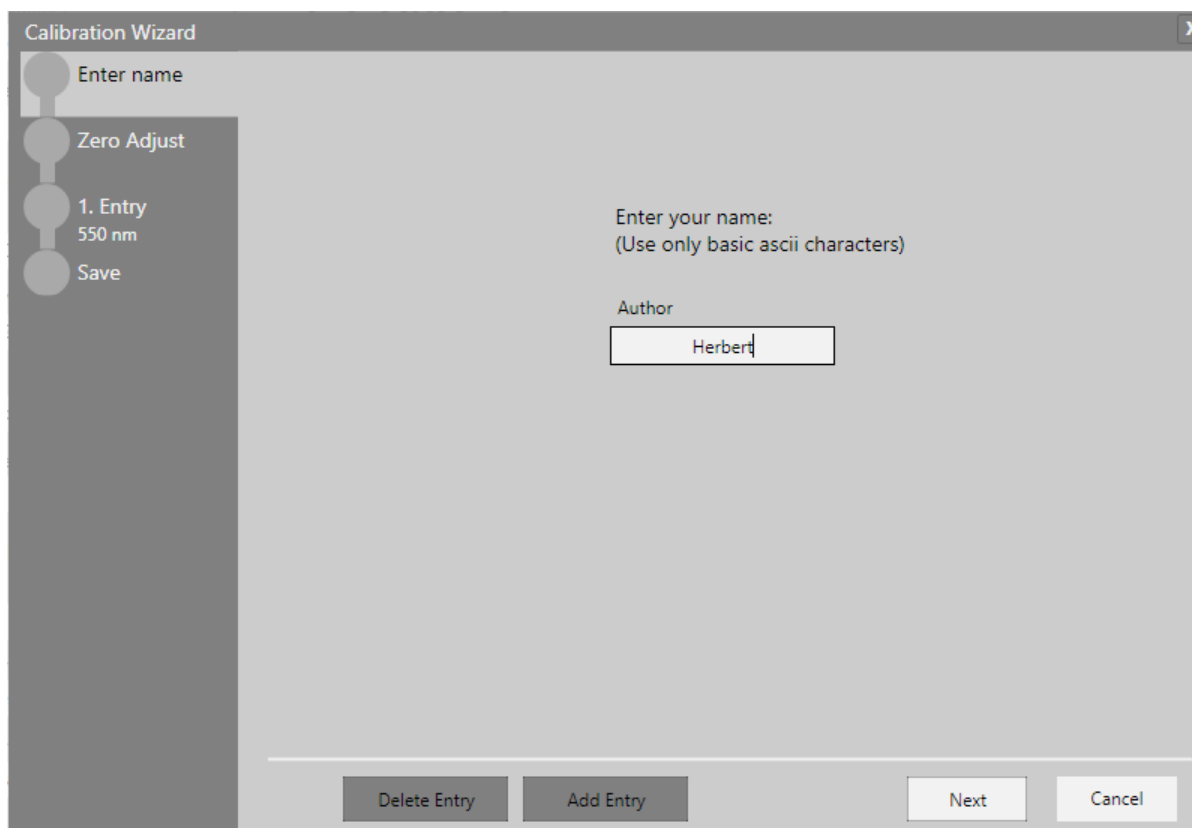 Calibration Wizard
X
Enter name
Zero Adjust
1. Entry
550 nm
Save
Enter your name:
(Use only basic ascii characters)
Author
Herbert
Delete Entry
Add Entry
Next
Cancel